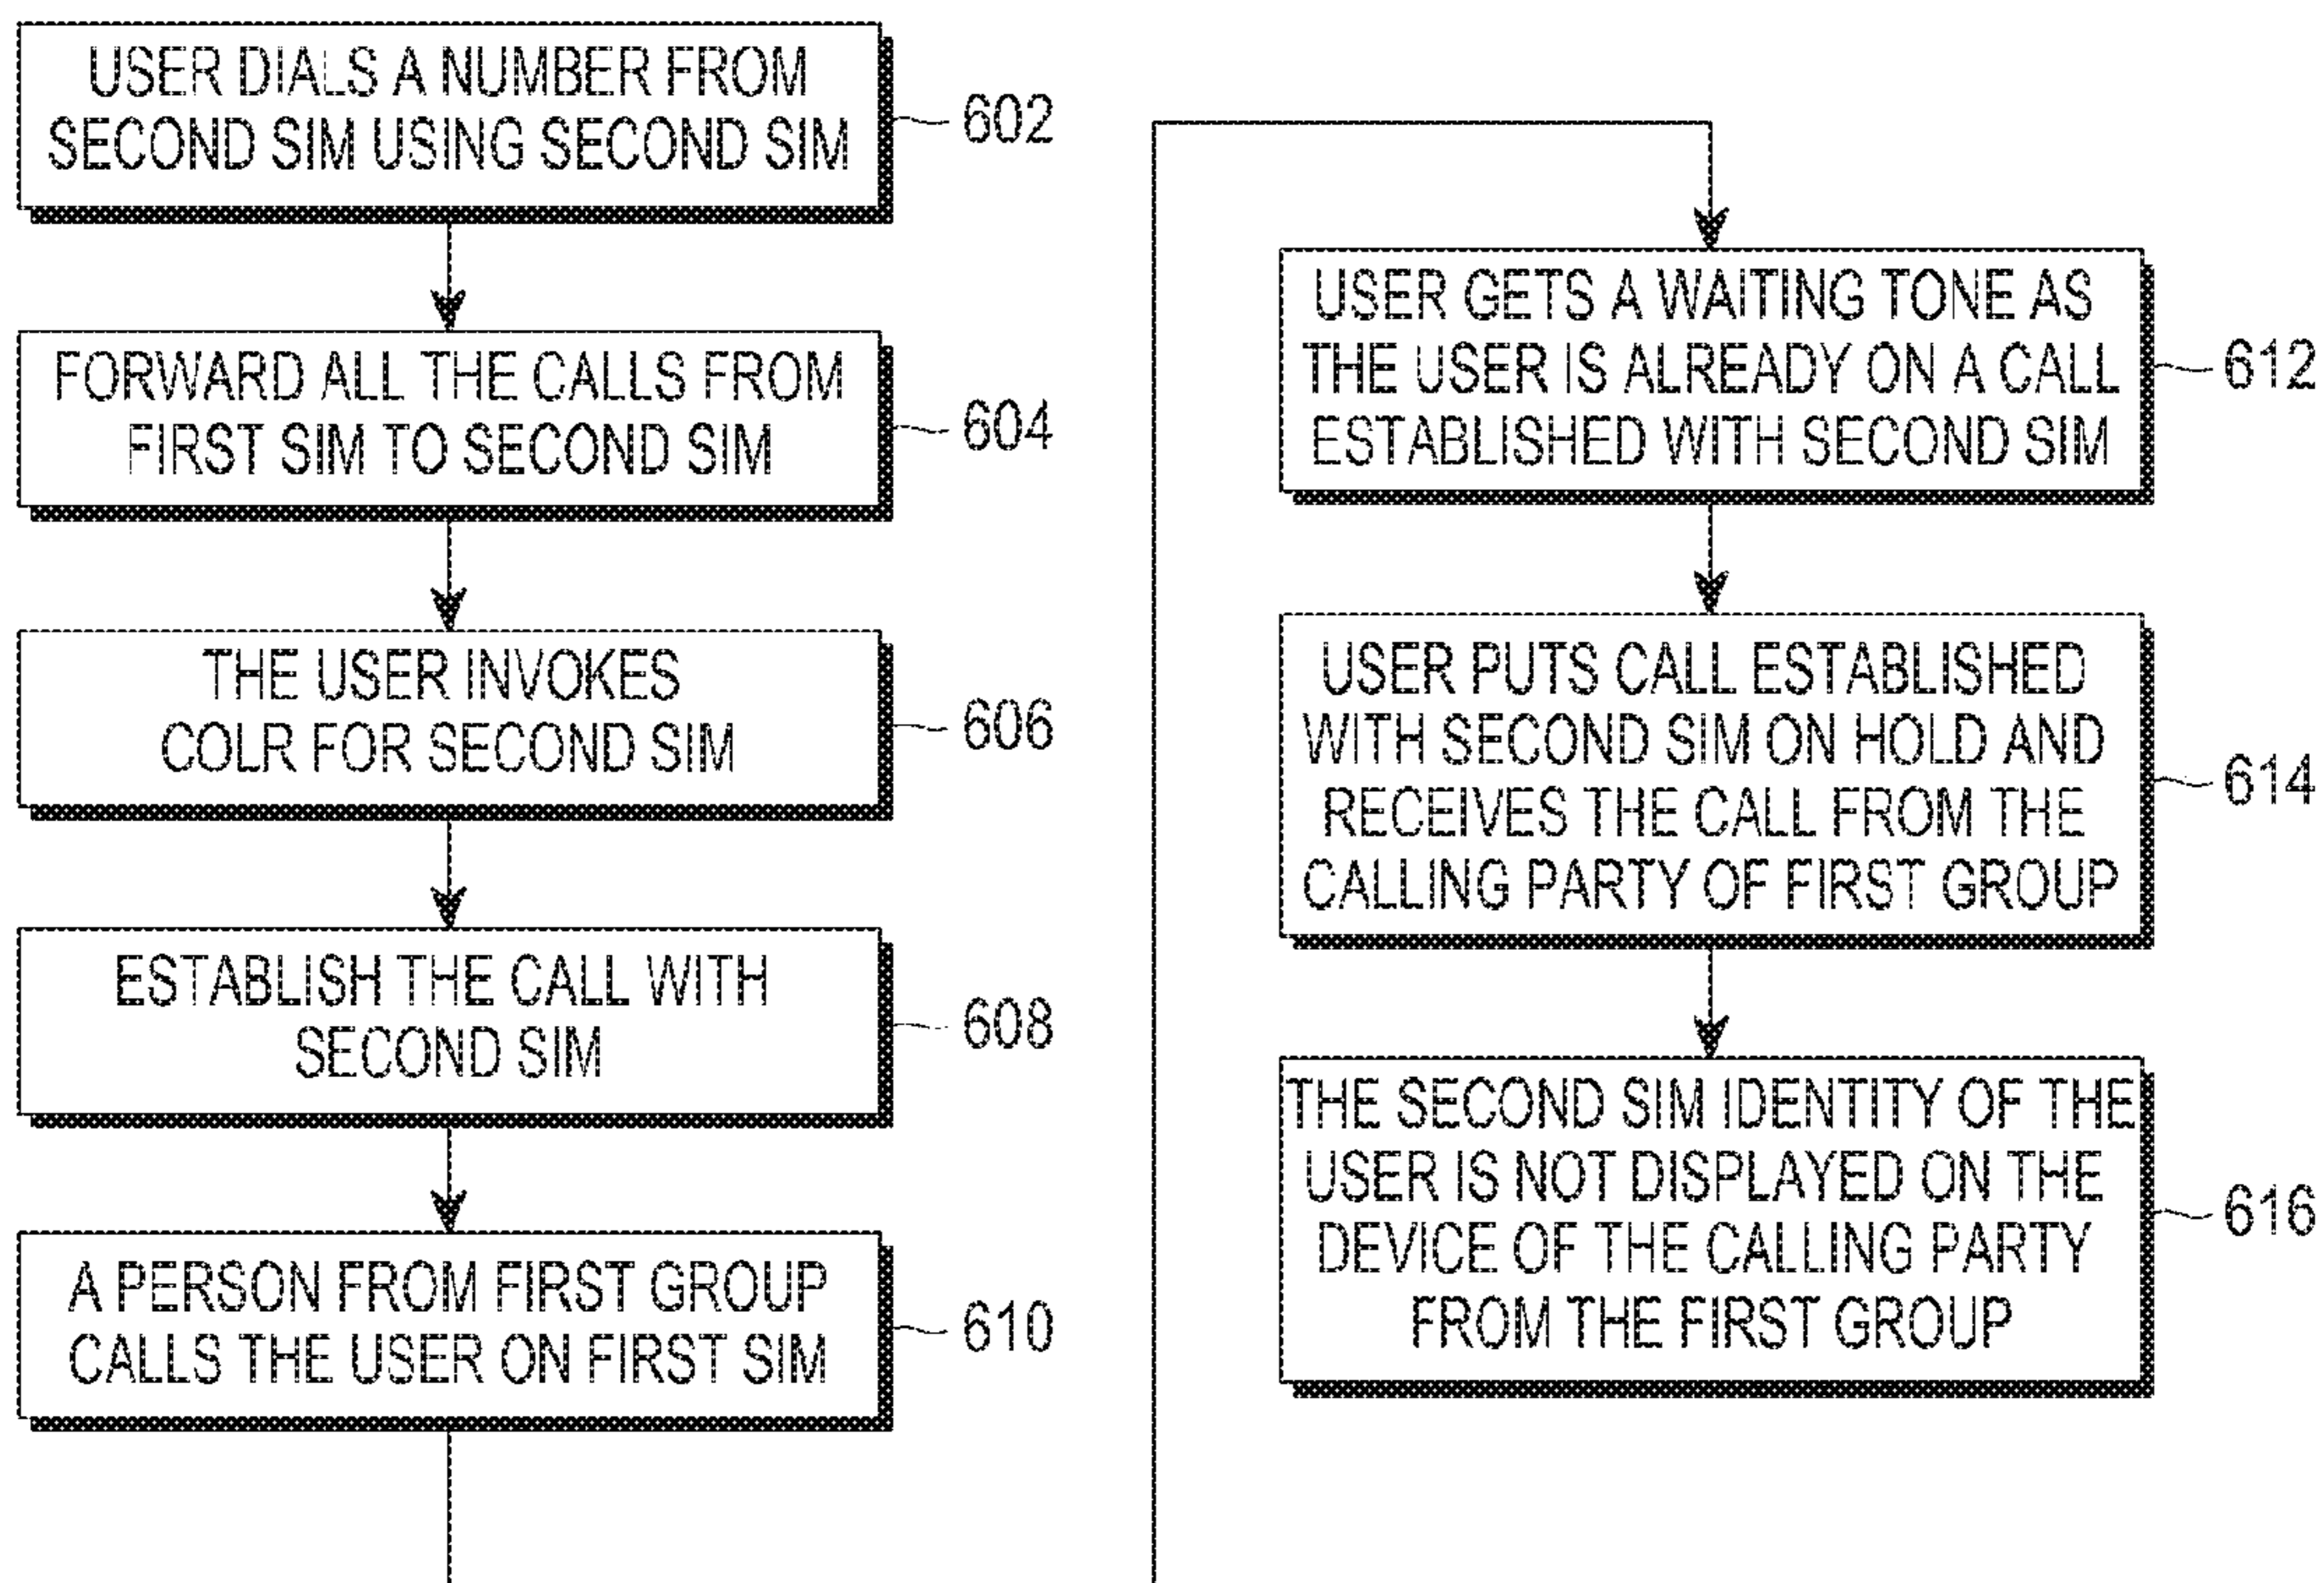 USER DIALS A NUMBER FROM
SECOND SIM USING SECOND SIM
602
FORWARD ALL THE CALLS FROM
FIRST SIM TO SECOND SIM
604
THE USER INVOKES
COLR FOR SECOND SIM
606
ESTABLISH THE CALL WITH
SECOND SIM
608
A PERSON FROM FIRST GROUP
CALLS THE USER ON FIRST SIM
610
USER GETS A WAITING TONE AS
THE USER IS ALREADY ON A CALL
ESTABLISHED WITH SECOND SIM
612
USER PUTS CALL ESTABLISHED
WITH SECOND SIM ON HOLD AND
RECEIVES THE CALL FROM THE
CALLING PARTY OF FIRST GROUP
614
THE SECOND SIM IDENTITY OF THE
USER IS NOT DISPLAYED ON THE
DEVICE OF THE CALLING PARTY
FROM THE FIRST GROUP
616